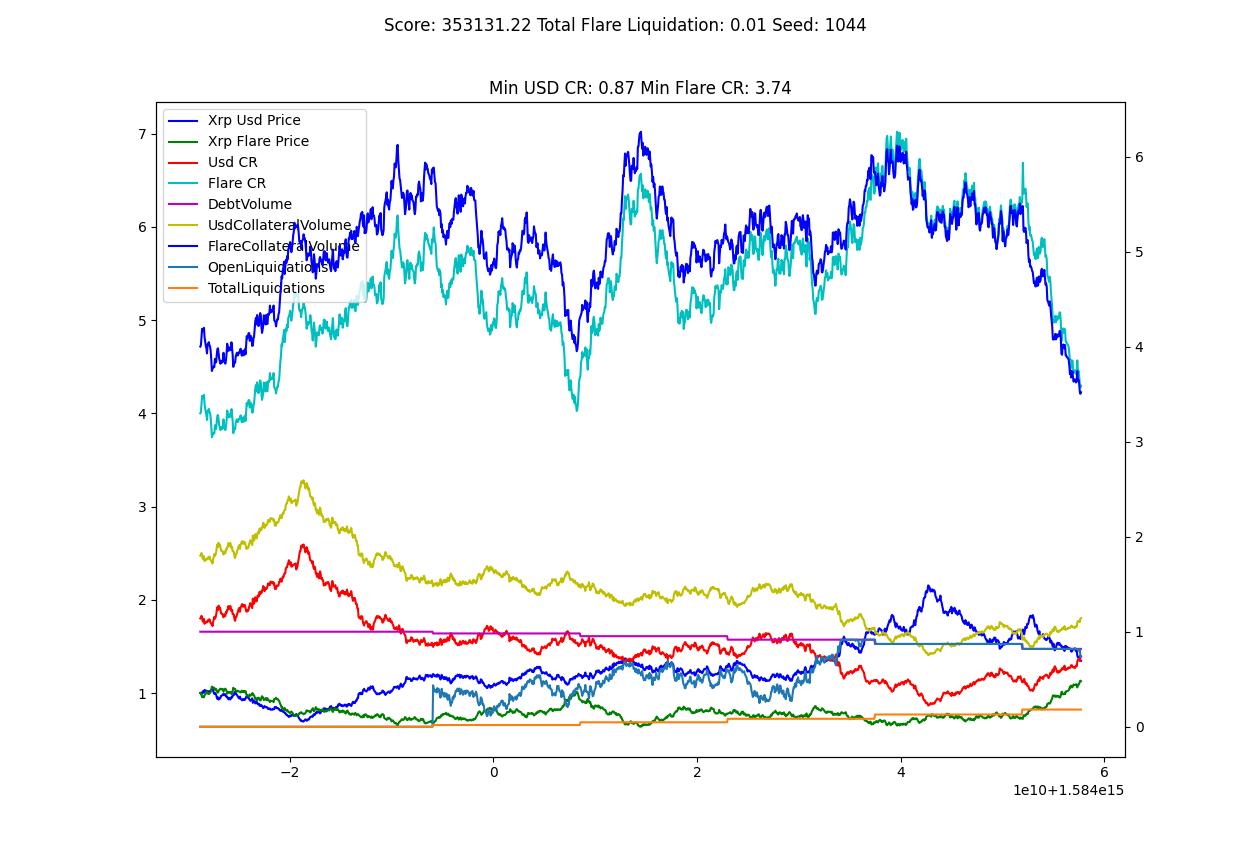 Score: 353131.22 Total Flare Liquidation: 0.01 Seed: 1044
Min USD CR: 0.87 Min Flare CR: 3.74
Xrp Usd Price
Xrp Flare Price
Usd CR
Flare CR
DebtVolume
UsdCollateralVolume
FlareCollateralVolume
OpenLiquidations
TotalLiquidations
7
6
5
4
3
2
1
6
5
4
3
2
1
0
−2
0
2
4
6
1e10+1.584e15